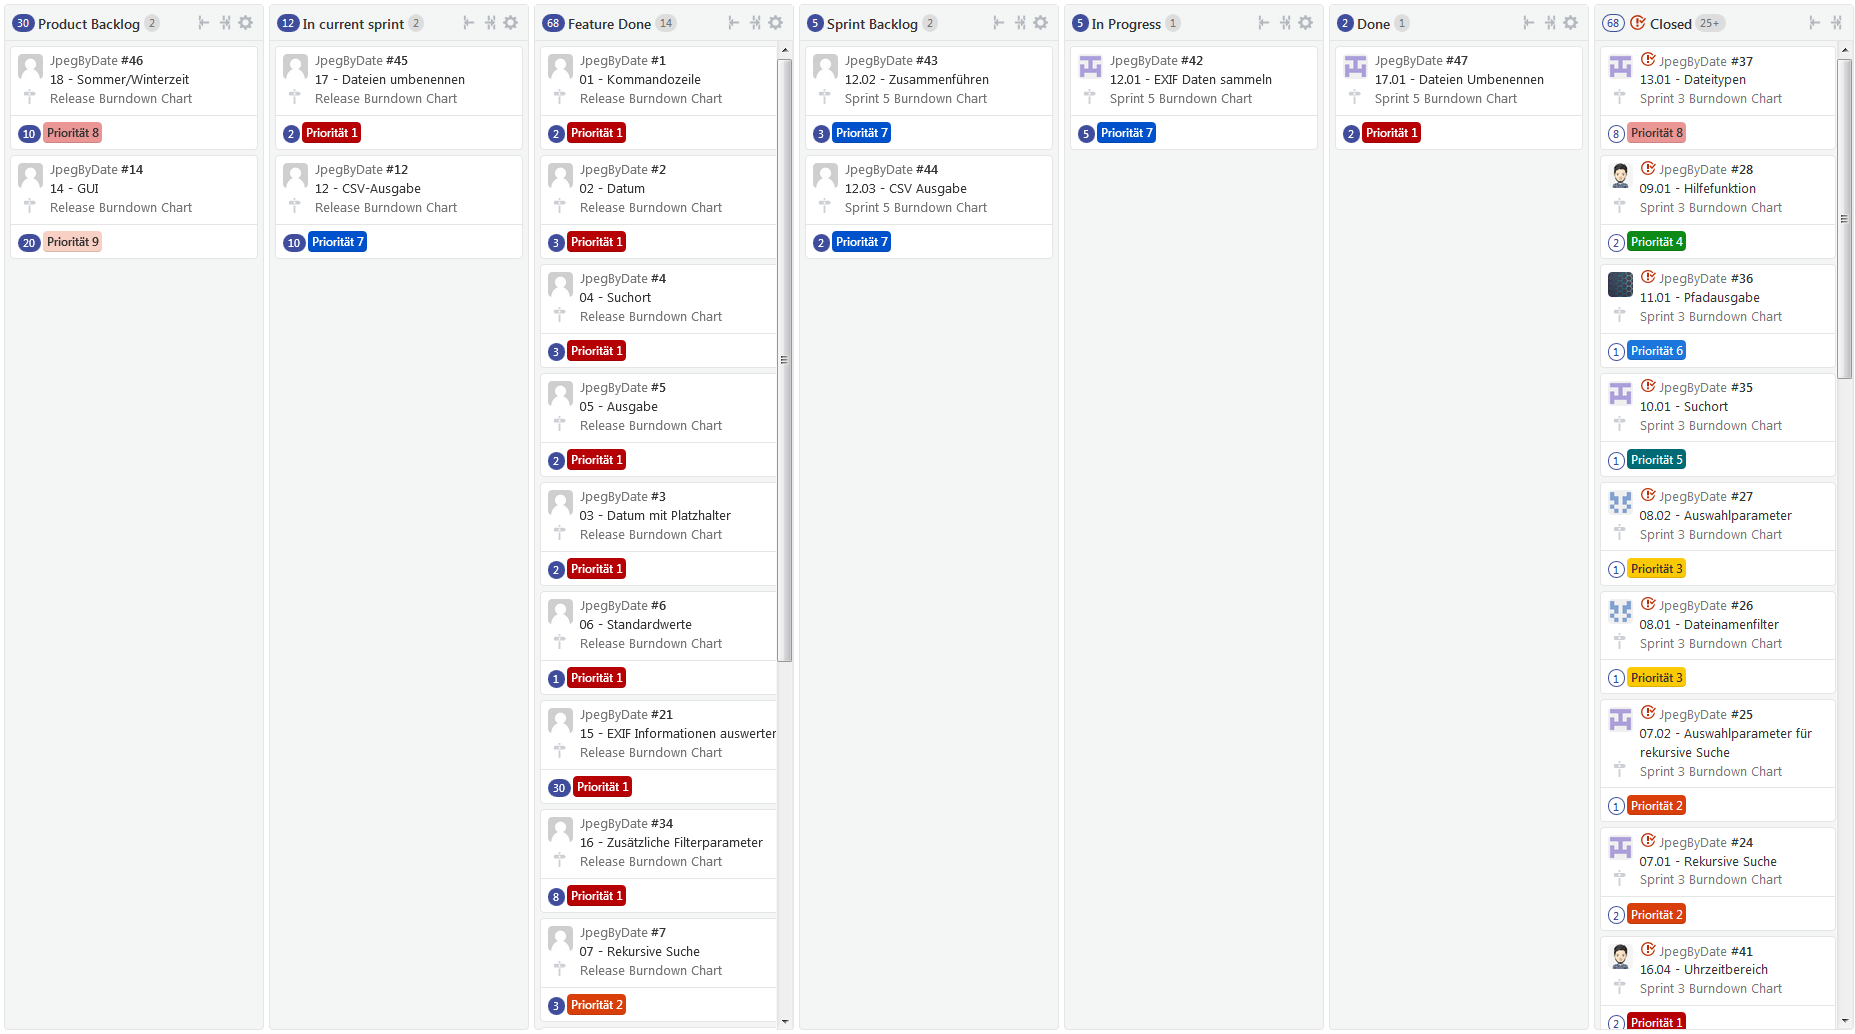 30 Product Backlog 2
JpegByDate #46
18 - Sommer/Winterzeit
Release Burndown Chart
10 Priorität 8
JpegByDate #14
14 - GUI
Release Burndown Chart
20 Priorität 9
12 In current sprint 2
JpegByDate #45
17 - Dateien umbenennen
Release Burndown Chart
2 Priorität 1
JpegByDate #12
12 - CSV-Ausgabe
Release Burndown Chart
10 Priorität 7
68 Feature Done 14
JpegByDate #1
01 - Kommandozeile
Release Burndown Chart
2 Priorität 1
JpegByDate #2
02 - Datum
Release Burndown Chart
3 Priorität 1
JpegByDate #4
04 - Suchort
Release Burndown Chart
3 Priorität 1
JpegByDate #5
05 - Ausgabe
Release Burndown Chart
2 Priorität 1
JpegByDate #3
03 - Datum mit Platzhalter
Release Burndown Chart
2 Priorität 1
JpegByDate #6
06 - Standardwerte
Release Burndown Chart
1 Priorität 1
JpegByDate #21
15 - EXIF Informationen auswerten
Release Burndown Chart
30 Priorität 1
JpegByDate #34
16 - Zusätzliche Filterparameter
Release Burndown Chart
8 Priorität 1
JpegByDate #7
07 - Rekursive Suche
Release Burndown Chart
3 Priorität 2
5 Sprint Backlog 2
JpegByDate #43
12.02 - Zusammenführen
Sprint 5 Burndown Chart
3 Priorität 7
JpegByDate #44
12.03 - CSV Ausgabe
Sprint 5 Burndown Chart
2 Priorität 7
5 In Progress 1
JpegByDate #42
12.01 - EXIF Daten sammeln
Sprint 5 Burndown Chart
5 Priorität 7
2 Done 1
JpegByDate #47
17.01 - Dateien Umbenennen
Sprint 5 Burndown Chart
2 Priorität 1
68 Closed 25+
JpegByDate #37
13.01 - Dateitypen
Sprint 3 Burndown Chart
8 Priorität 8
JpegByDate #28
09.01 - Hilfefunktion
Sprint 3 Burndown Chart
2 Priorität 4
JpegByDate #36
11.01 - Pfadausgabe
Sprint 3 Burndown Chart
1 Priorität 6
JpegByDate #35
10.01 - Suchort
Sprint 3 Burndown Chart
1 Priorität 5
JpegByDate #27
08.02 - Auswahlparameter
Sprint 3 Burndown Chart
1 Priorität 3
JpegByDate #26
08.01 - Dateinamenfilter
Sprint 3 Burndown Chart
1 Priorität 3
JpegByDate #25
07.02 - Auswahlparameter für
rekursive Suche
Sprint 3 Burndown Chart
1 Priorität 2
JpegByDate #24
07.01 - Rekursive Suche
Sprint 3 Burndown Chart
2 Priorität 2
JpegByDate #41
16.04 - Uhrzeitbereich
Sprint 3 Burndown Chart
2 Priorität 1